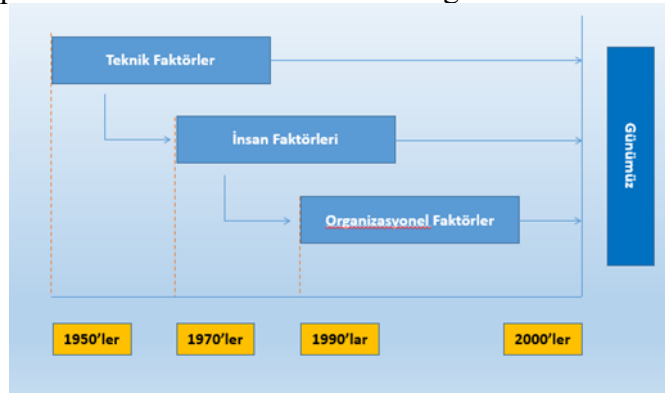 Teknik Faktörler
İnsan Faktörleri
Organizasyonel Faktörler
Günümüz
1950’ler
1970’ler
1990’lar
2000’ler